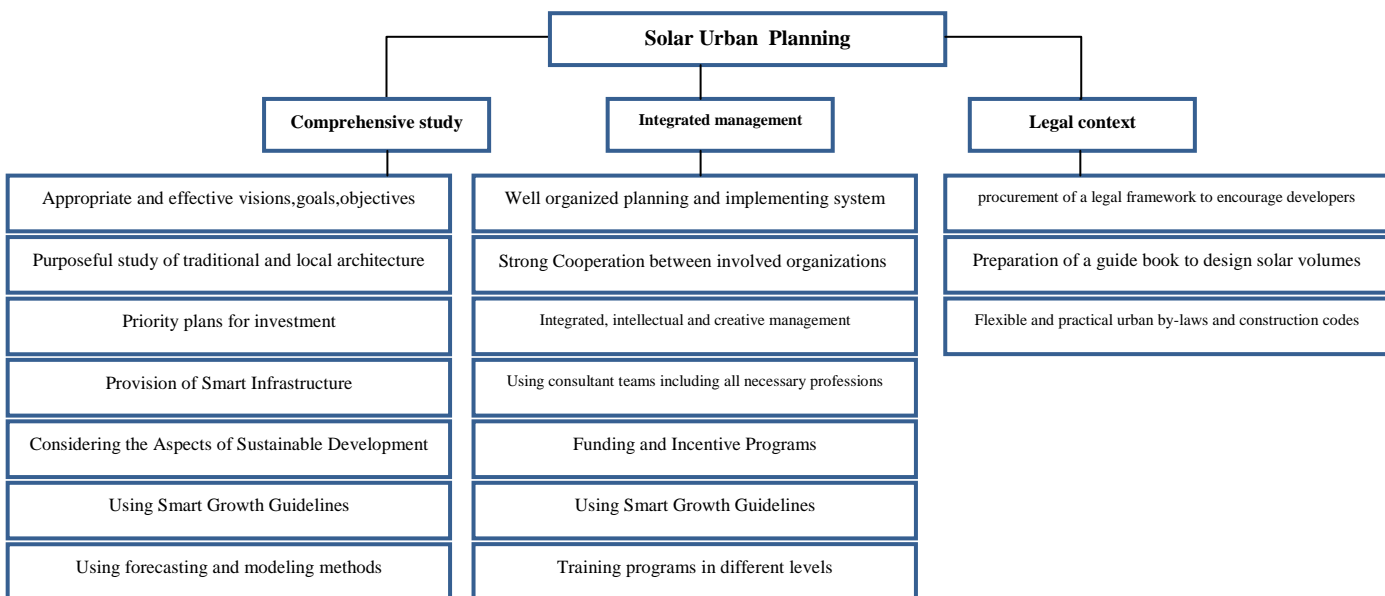 Solar Urban Planning
Comprehensive study
Integrated management
Legal context
Appropriate and effective visions,goals,objectives
Purposeful study of traditional and local architecture
Priority plans for investment
Provision of Smart Infrastructure
Considering the Aspects of Sustainable Development
Using Smart Growth Guidelines
Using forecasting and modeling methods
Well organized planning and implementing system
Strong Cooperation between involved organizations
Integrated, intellectual and creative management
Using consultant teams including all necessary professions
Funding and Incentive Programs
Using Smart Growth Guidelines
Training programs in different levels
procurement of a legal framework to encourage developers
Preparation of a guide book to design solar volumes
Flexible and practical urban by-laws and construction codes